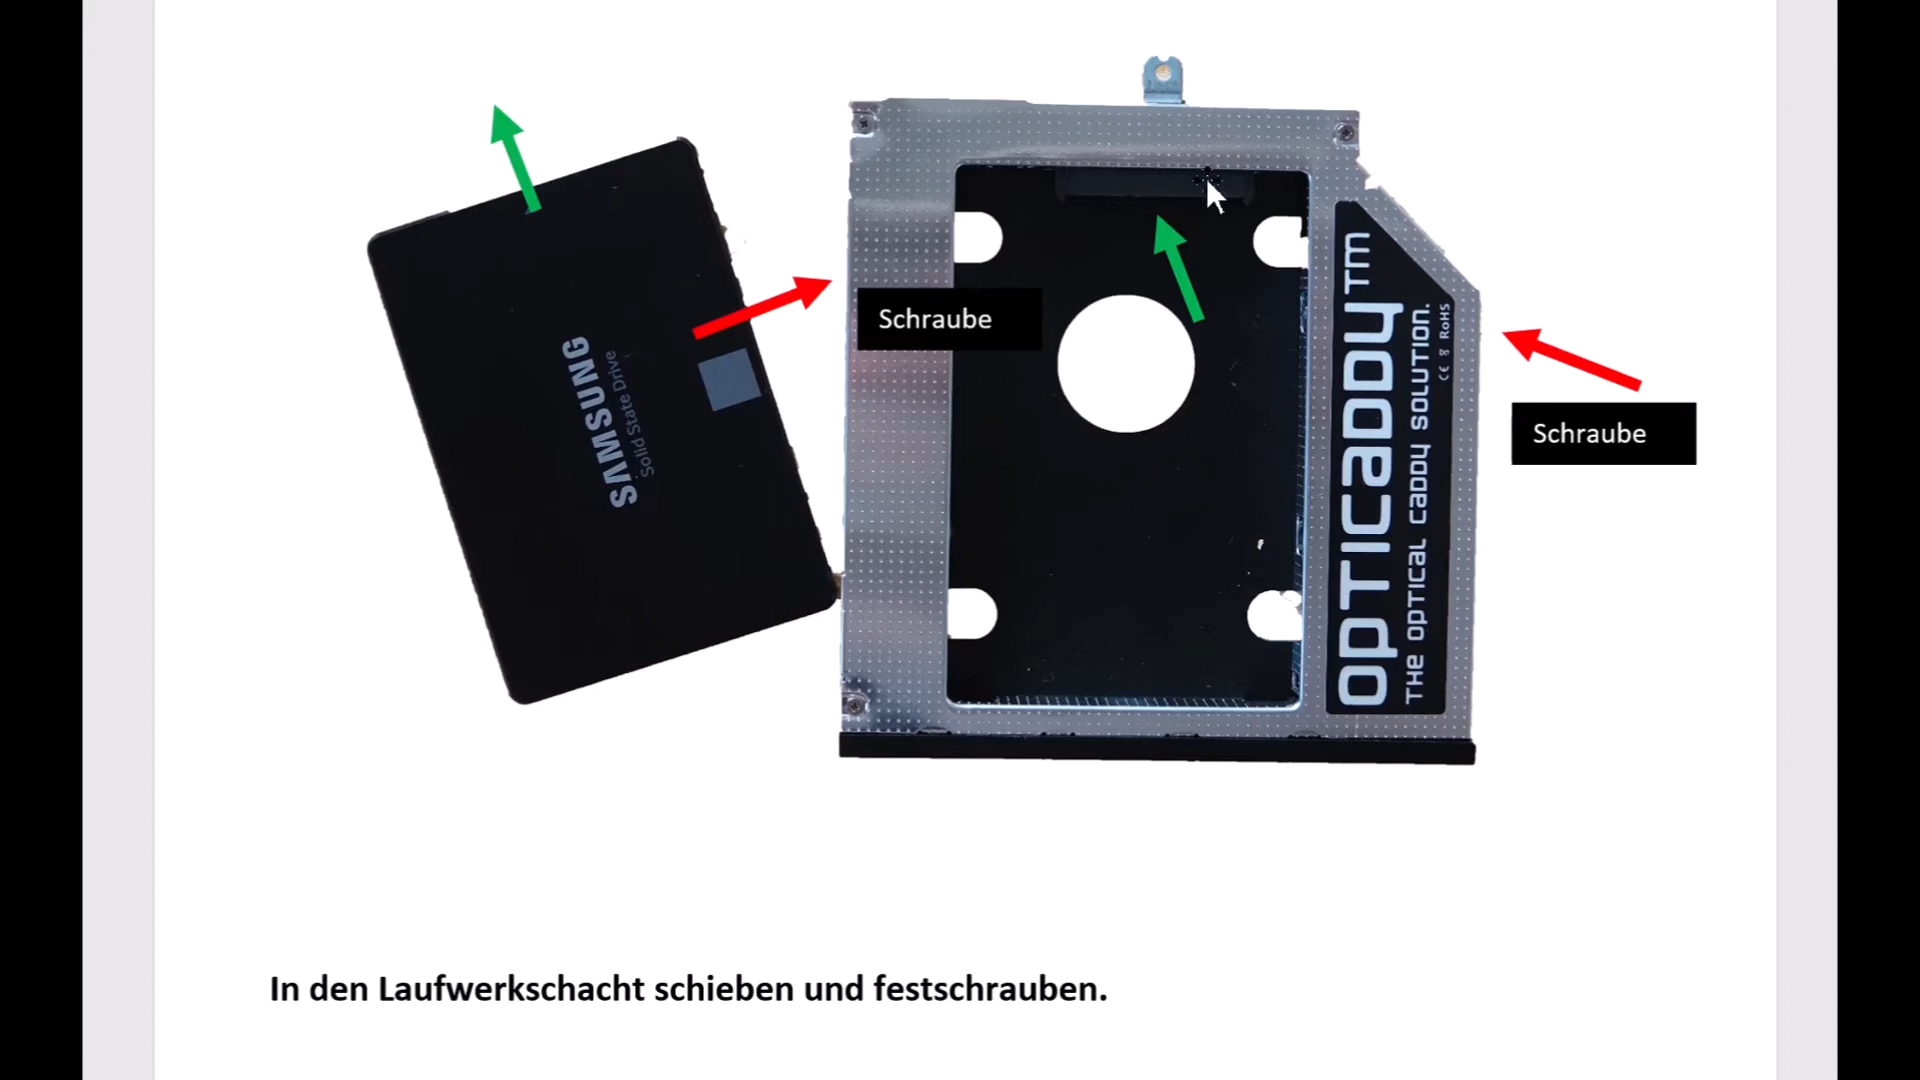 SAMSUNG
Solid State Drive
Schraube
OPTICADDY™
THE OPTICAL CADDY SOLUTION.
CE RoHS
Schraube
In den Laufwerkschacht schieben und festschrauben.